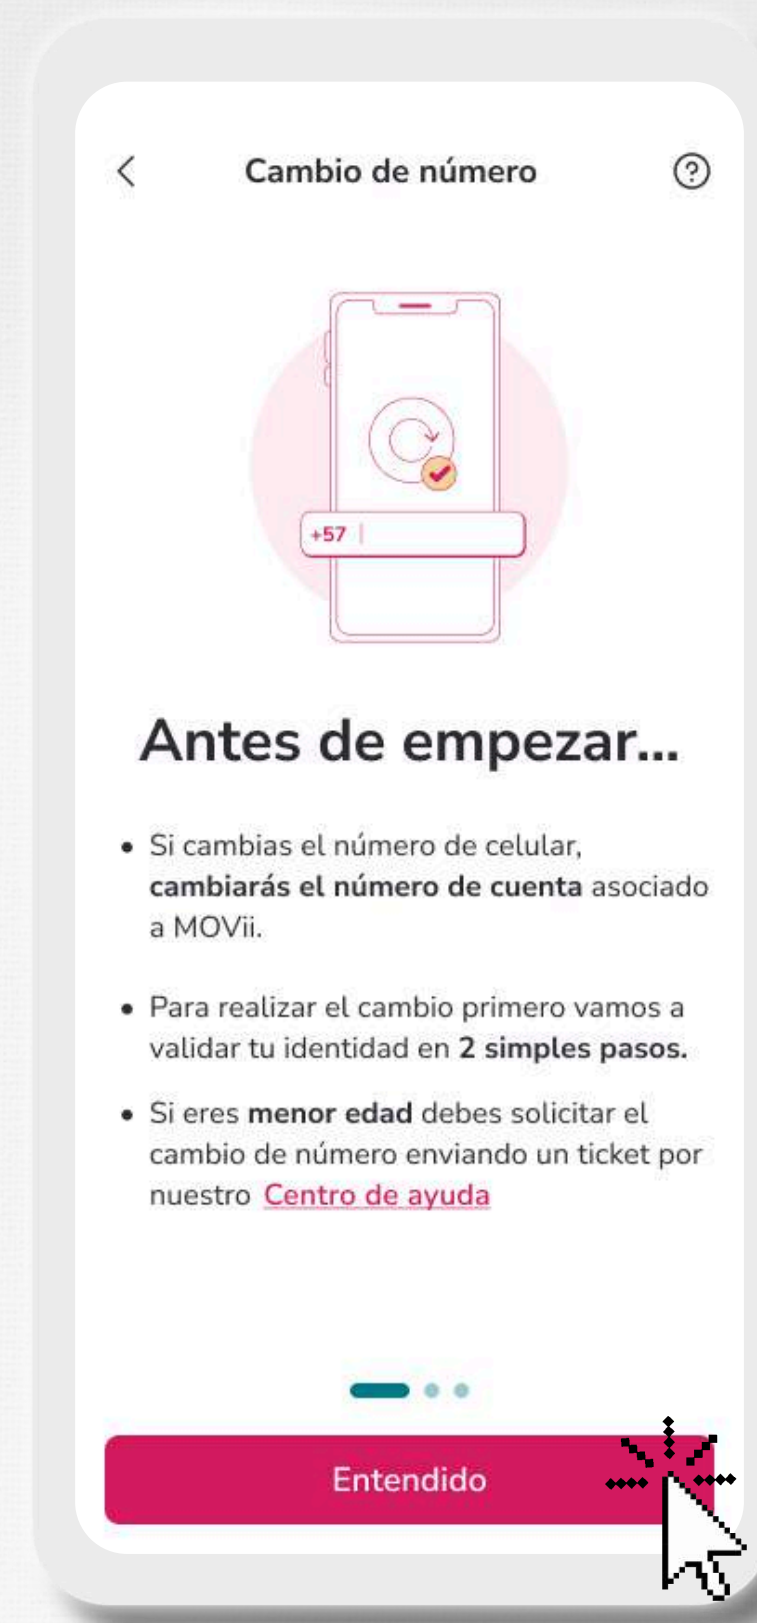 Cambio de número
+57
Antes de empezar...
• Si cambias el número de celular,
cambiarás el número de cuenta asociado
a MOVii.
• Para realizar el cambio primero vamos a
validar tu identidad en 2 simples pasos.
• Si eres menor edad debes solicitar el
cambio de número enviando un ticket por
nuestro Centro de ayuda
Entendido